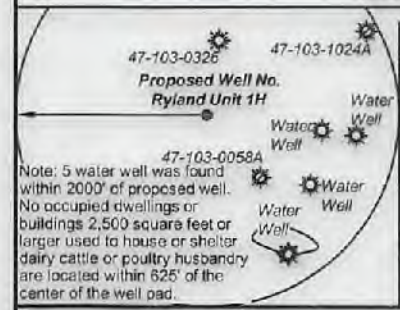 47-103-0326
47-103-1024A
Proposed Well No.
Ryland Unit 1H
Water
Well
Water
Well
47-103-0058A
Note: 5 water well was found
within 2000' of proposed well.
No occupied dwellings or
buildings 2,500 square feet or
larger used to house or shelter
dairy cattle or poultry husbandry
are located within 625' of the
center of the well pad.
Water
Well
Water
Well